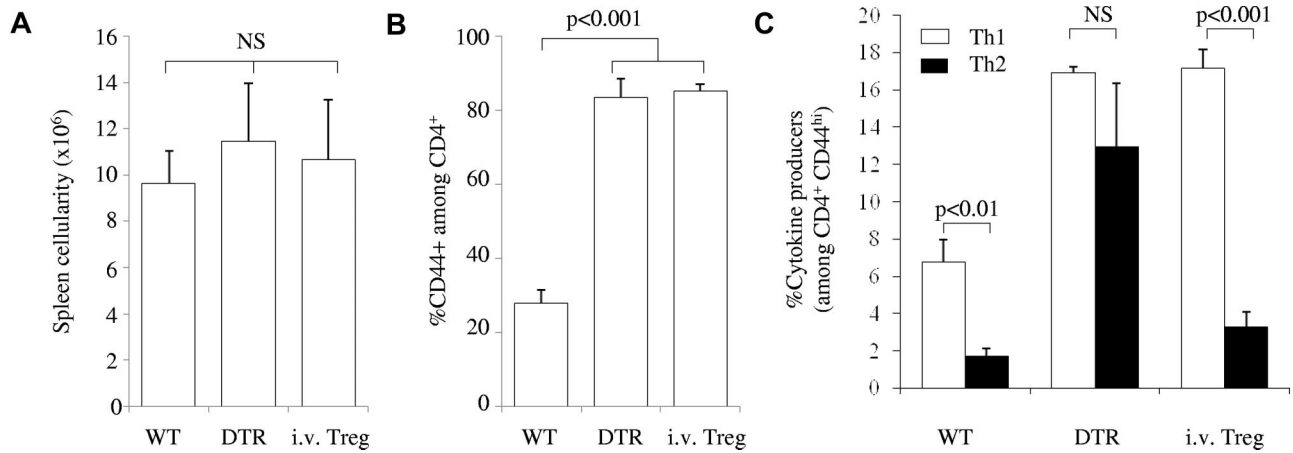 A
Spleen cellularity (x10⁶)
16
14
12
10
8
6
4
2
0
NS
WT DTR i.v. Treg
B
%CD44+ among CD4⁺
100
80
60
40
20
0
p<0.001
WT DTR i.v. Treg
C
%Cytokine producers
(among CD4⁺ CD44ʰⁱ)
20
18
16
14
12
10
8
6
4
2
0
Th1
Th2
p<0.01
NS
p<0.001
WT DTR i.v. Treg